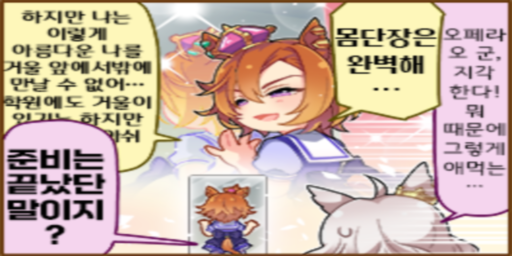 하지만 나는
이렇게
아름다운 나를
거울 앞에서밖에
만날 수 없어…
학원에도 거울이
하지만
몸단장은
완벽해
…
오페라
오 군,
지각
한다!
뭐
때문에
그렇게
애먹는
…
준비는
끝났단
말이지
?